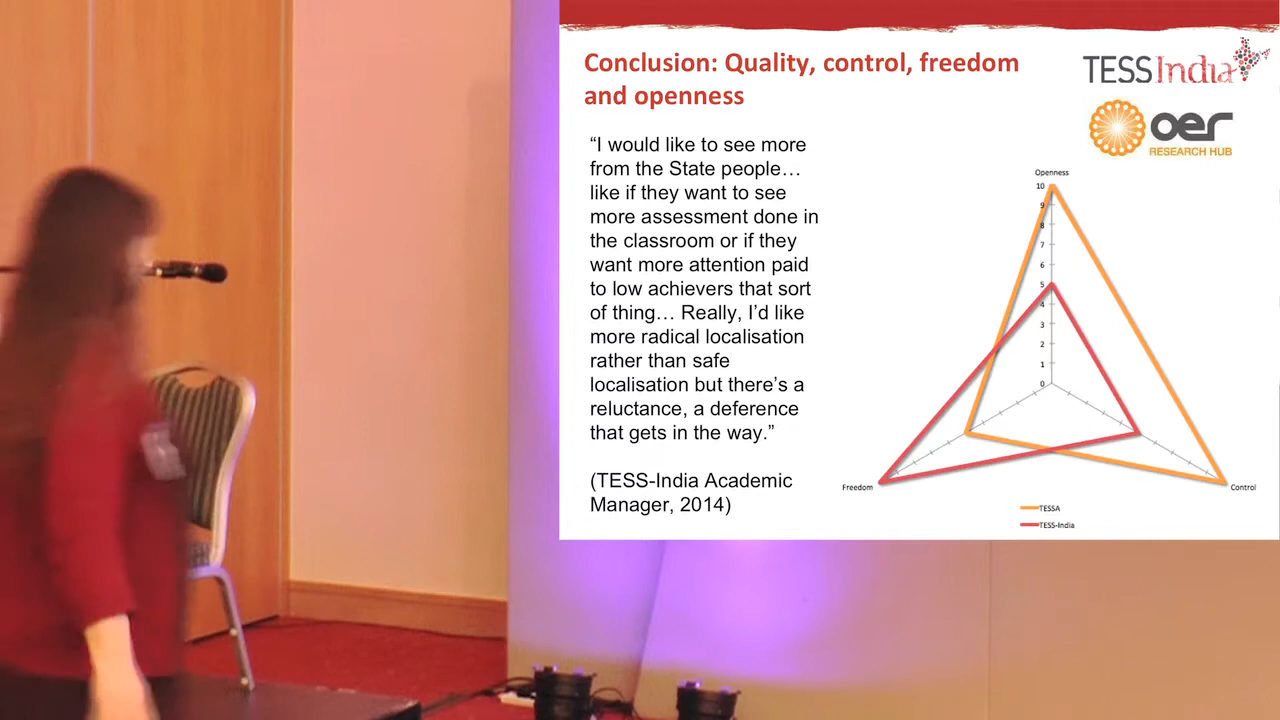 Conclusion: Quality, control, freedom
and openness
TESSIndia
oer
RESEARCH HUB
“I would like to see more
from the State people…
like if they want to see
more assessment done in
the classroom or if they
want more attention paid
to low achievers that sort
of thing… Really, I’d like
more radical localisation
rather than safe
localisation but there’s a
reluctance, a deference
that gets in the way.”
(TESS-India Academic
Manager, 2014)
Openness
10
9
8
7
6
5
4
3
2
1
0
Freedom
Control
TESSA
TESS-India